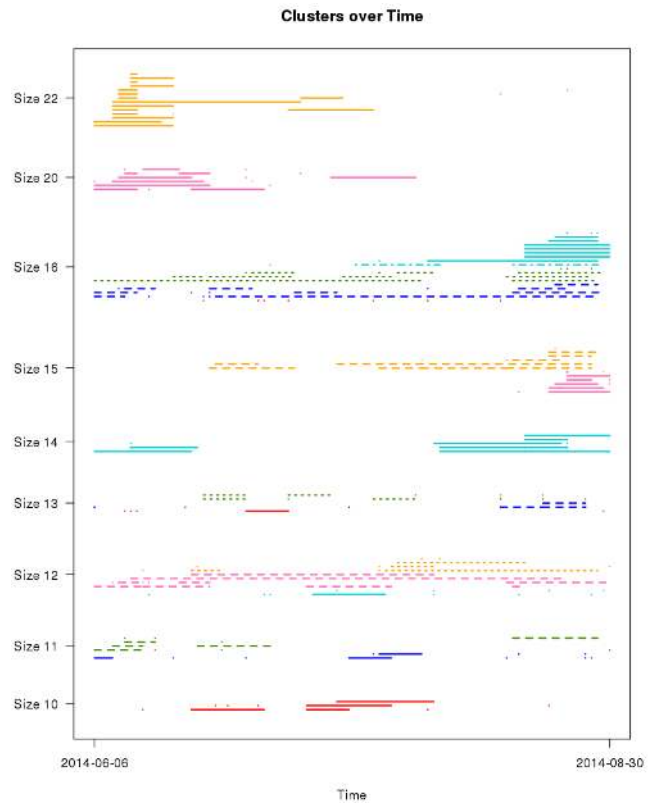 Clusters over Time
Size 22
Size 20
Size 16
Size 15
Size 14
Size 13
Size 12
Size 11
Size 10
2014-06-06
2014-08-30
Time